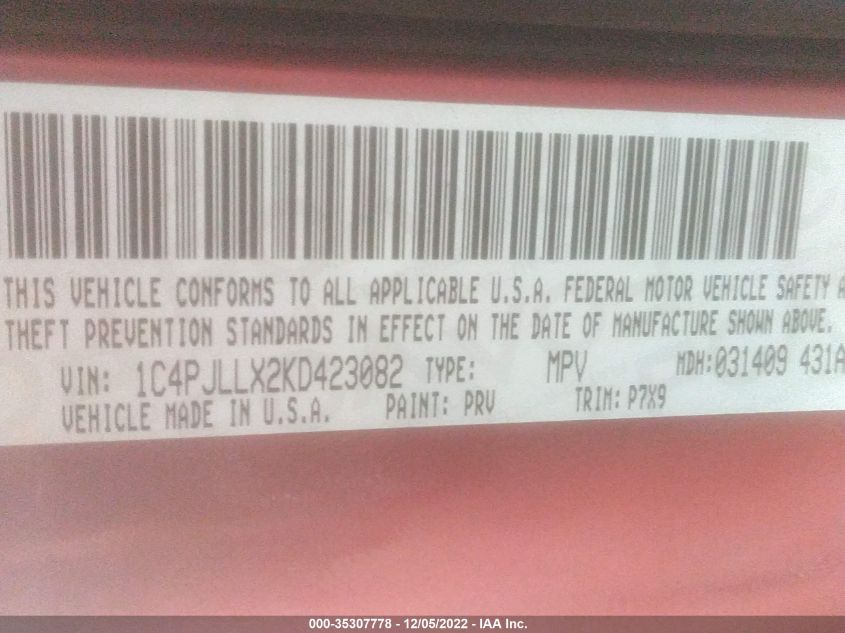 THIS VEHICLE CONFORMS TO ALL APPLICABLE U.S.A. FEDERAL MOTOR VEHICLE SAFETY A
THEFT PREVENTION STANDARDS IN EFFECT ON THE DATE OF MANUFACTURE SHOWN ABOVE.
VIN: 1C4PJLLX2KD423082 TYPE: MPV MDH:031409 431A
VEHICLE MADE IN U.S.A. PAINT: PRV TRIM: P7X9
000-35307778 - 12/05/2022 - IAA Inc.